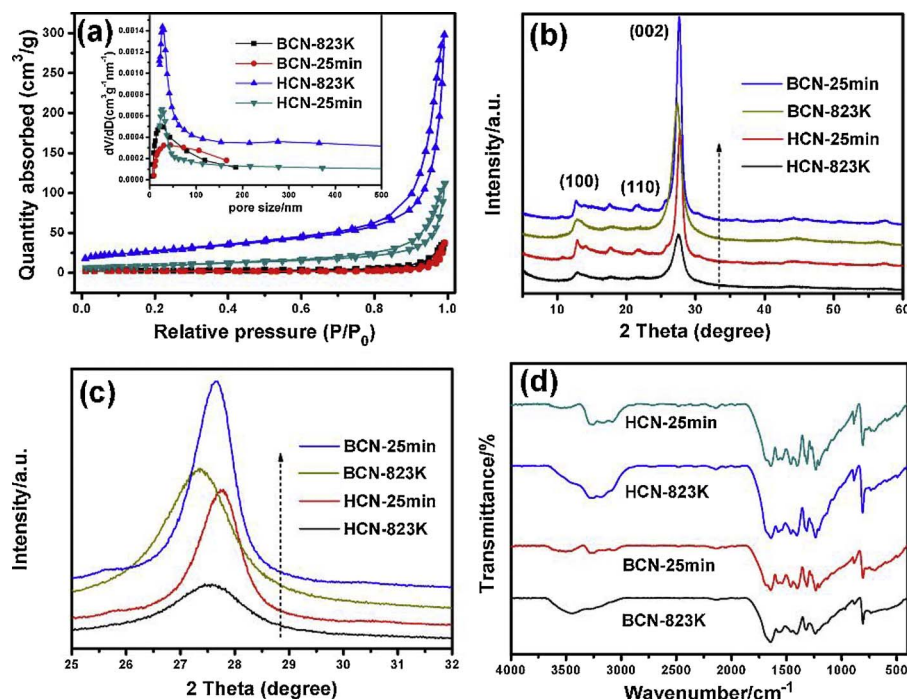 (a)
Quantity absorbed (cm³/g)
300
250
200
150
100
50
0
0.0 0.2 0.4 0.6 0.8 1.0
Relative pressure (P/P₀)
dV/dD(cm³g⁻¹nm⁻¹)
0.0014
0.0012
0.0010
0.0008
0.0006
0.0004
0.0002
0.0000
0 100 200 300 400 500
pore size/nm
BCN-823K
BCN-25min
HCN-823K
HCN-25min
(b)
Intensity/a.u.
(002)
(100)
(110)
BCN-25min
BCN-823K
HCN-25min
HCN-823K
10 20 30 40 50 60
2 Theta (degree)
(c)
Intensity/a.u.
BCN-25min
BCN-823K
HCN-25min
HCN-823K
25 26 27 28 29 30 31 32
2 Theta (degree)
(d)
Transmittance/%
HCN-25min
HCN-823K
BCN-25min
BCN-823K
4000 3500 3000 2500 2000 1500 1000 500
Wavenumber/cm⁻¹